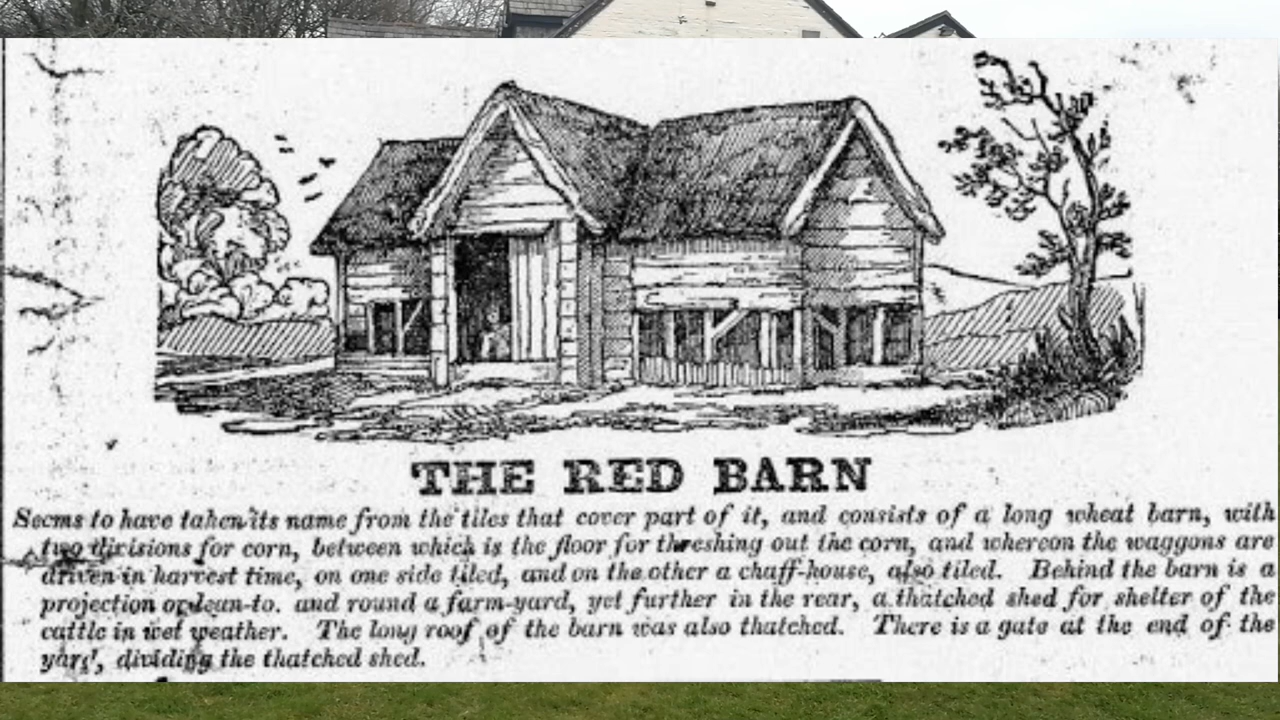 THE RED BARN
Seems to have taken its name from the tiles that cover part of it, and consists of a long wheat barn, with
two divisions for corn, between which is the floor for threshing out the corn, and whereon the waggons are
driven in harvest time, on one side tiled, and on the other a chaff-house, also tiled. Behind the barn is a
projection or lean-to. and round a farm-yard, yet further in the rear, a thatched shed for shelter of the
cattle in wet weather. The long roof of the barn was also thatched. There is a gate at the end of the
yard, dividing the thatched shed.